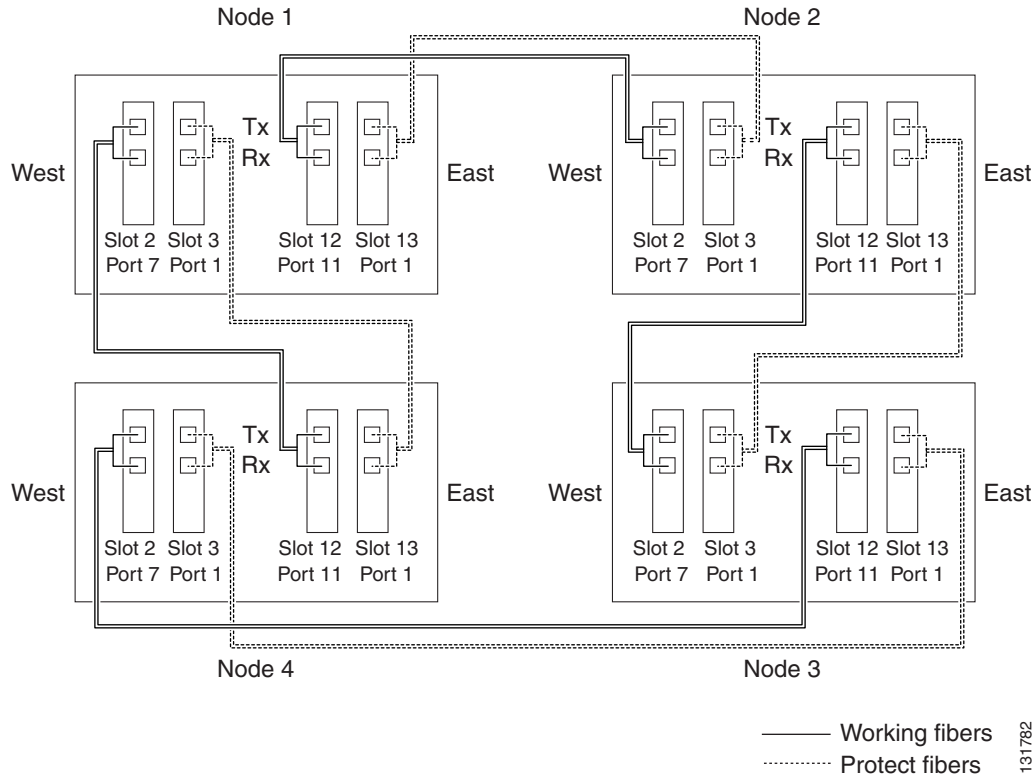 Node 1 Node 2
Tx Tx
Rx Rx
West East West East
Slot 2 Slot 3 Slot 12 Slot 13 Slot 2 Slot 3 Slot 12 Slot 13
Port 7 Port 1 Port 11 Port 1 Port 7 Port 1 Port 11 Port 1
Tx Tx
Rx Rx
West East West East
Slot 2 Slot 3 Slot 12 Slot 13 Slot 2 Slot 3 Slot 12 Slot 13
Port 7 Port 1 Port 11 Port 1 Port 7 Port 1 Port 11 Port 1
Node 4 Node 3
Working fibers
Protect fibers
131782